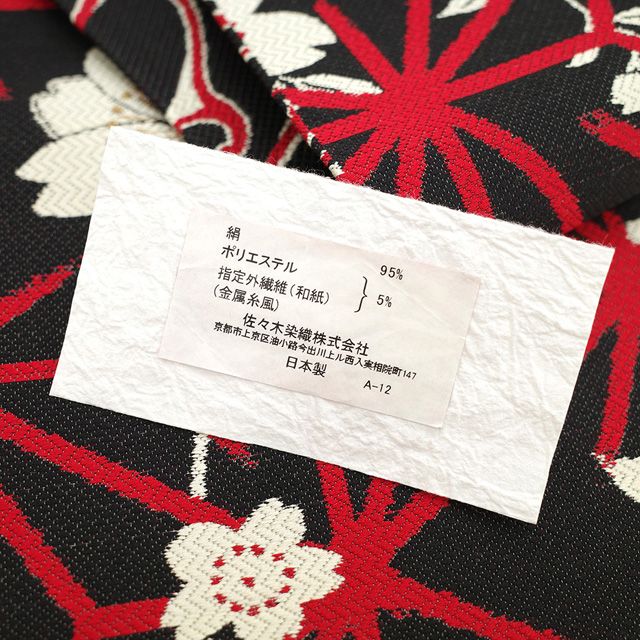 絹 95%
ポリエステル
指定外繊維(和紙) 5%
(金属糸風)
佐々木染織株式会社
京都市上京区油小路今出川上ル西入実相院町147
日本製 A-12